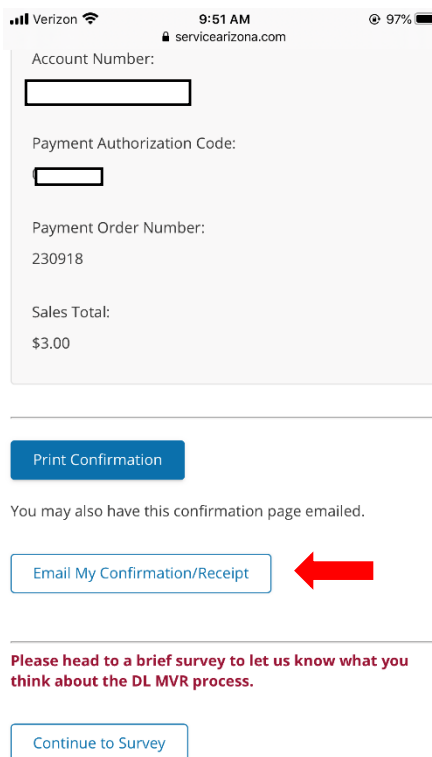 Verizon 9:51 AM 97%
servicearizona.com
Account Number:
Payment Authorization Code:
Payment Order Number:
230918
Sales Total:
$3.00
Print Confirmation
You may also have this confirmation page emailed.
Email My Confirmation/Receipt
Please head to a brief survey to let us know what you
think about the DL MVR process.
Continue to Survey